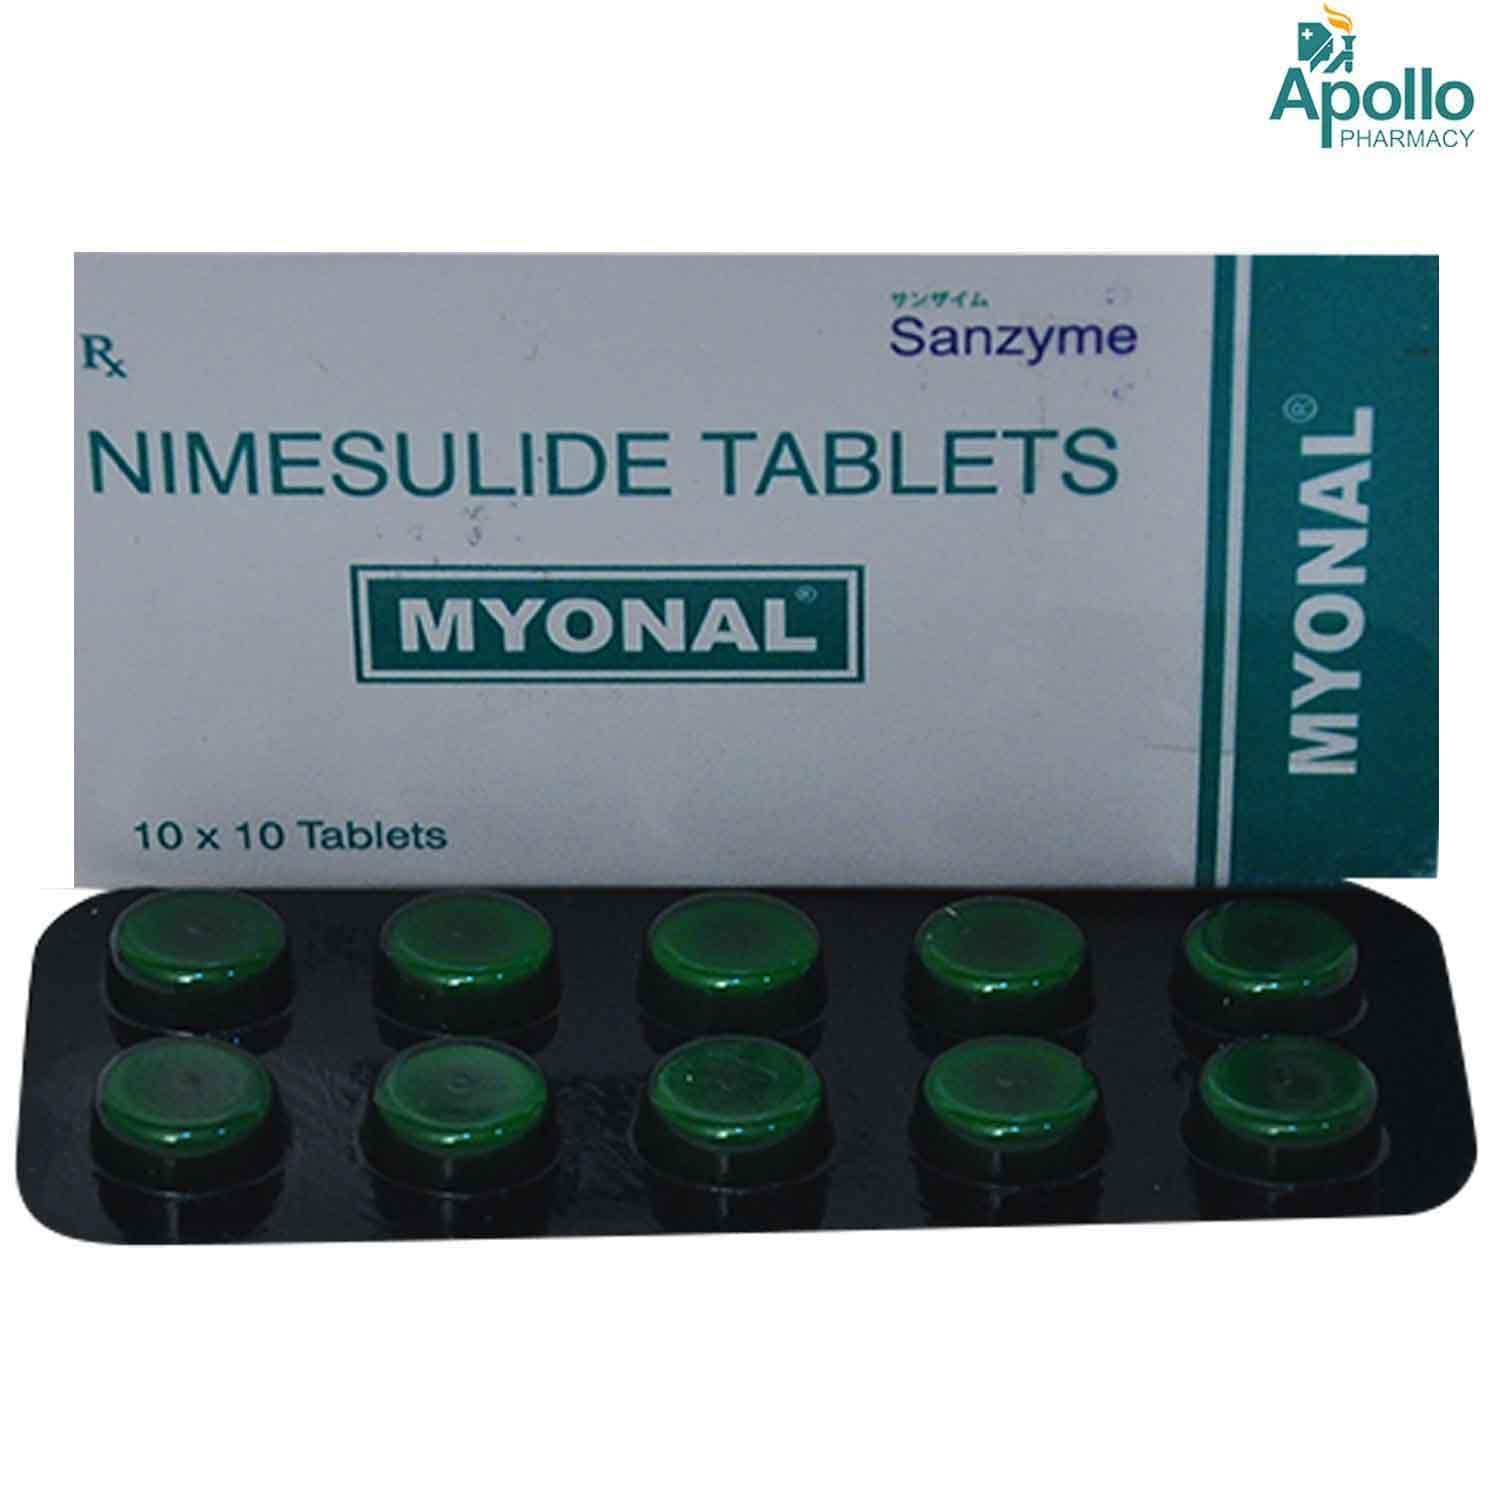 Apollo
PHARMACY
サンザイム
Sanzyme
Rx
NIMESULIDE TABLETS
MYONAL®
10 x 10 Tablets
MYONAL®